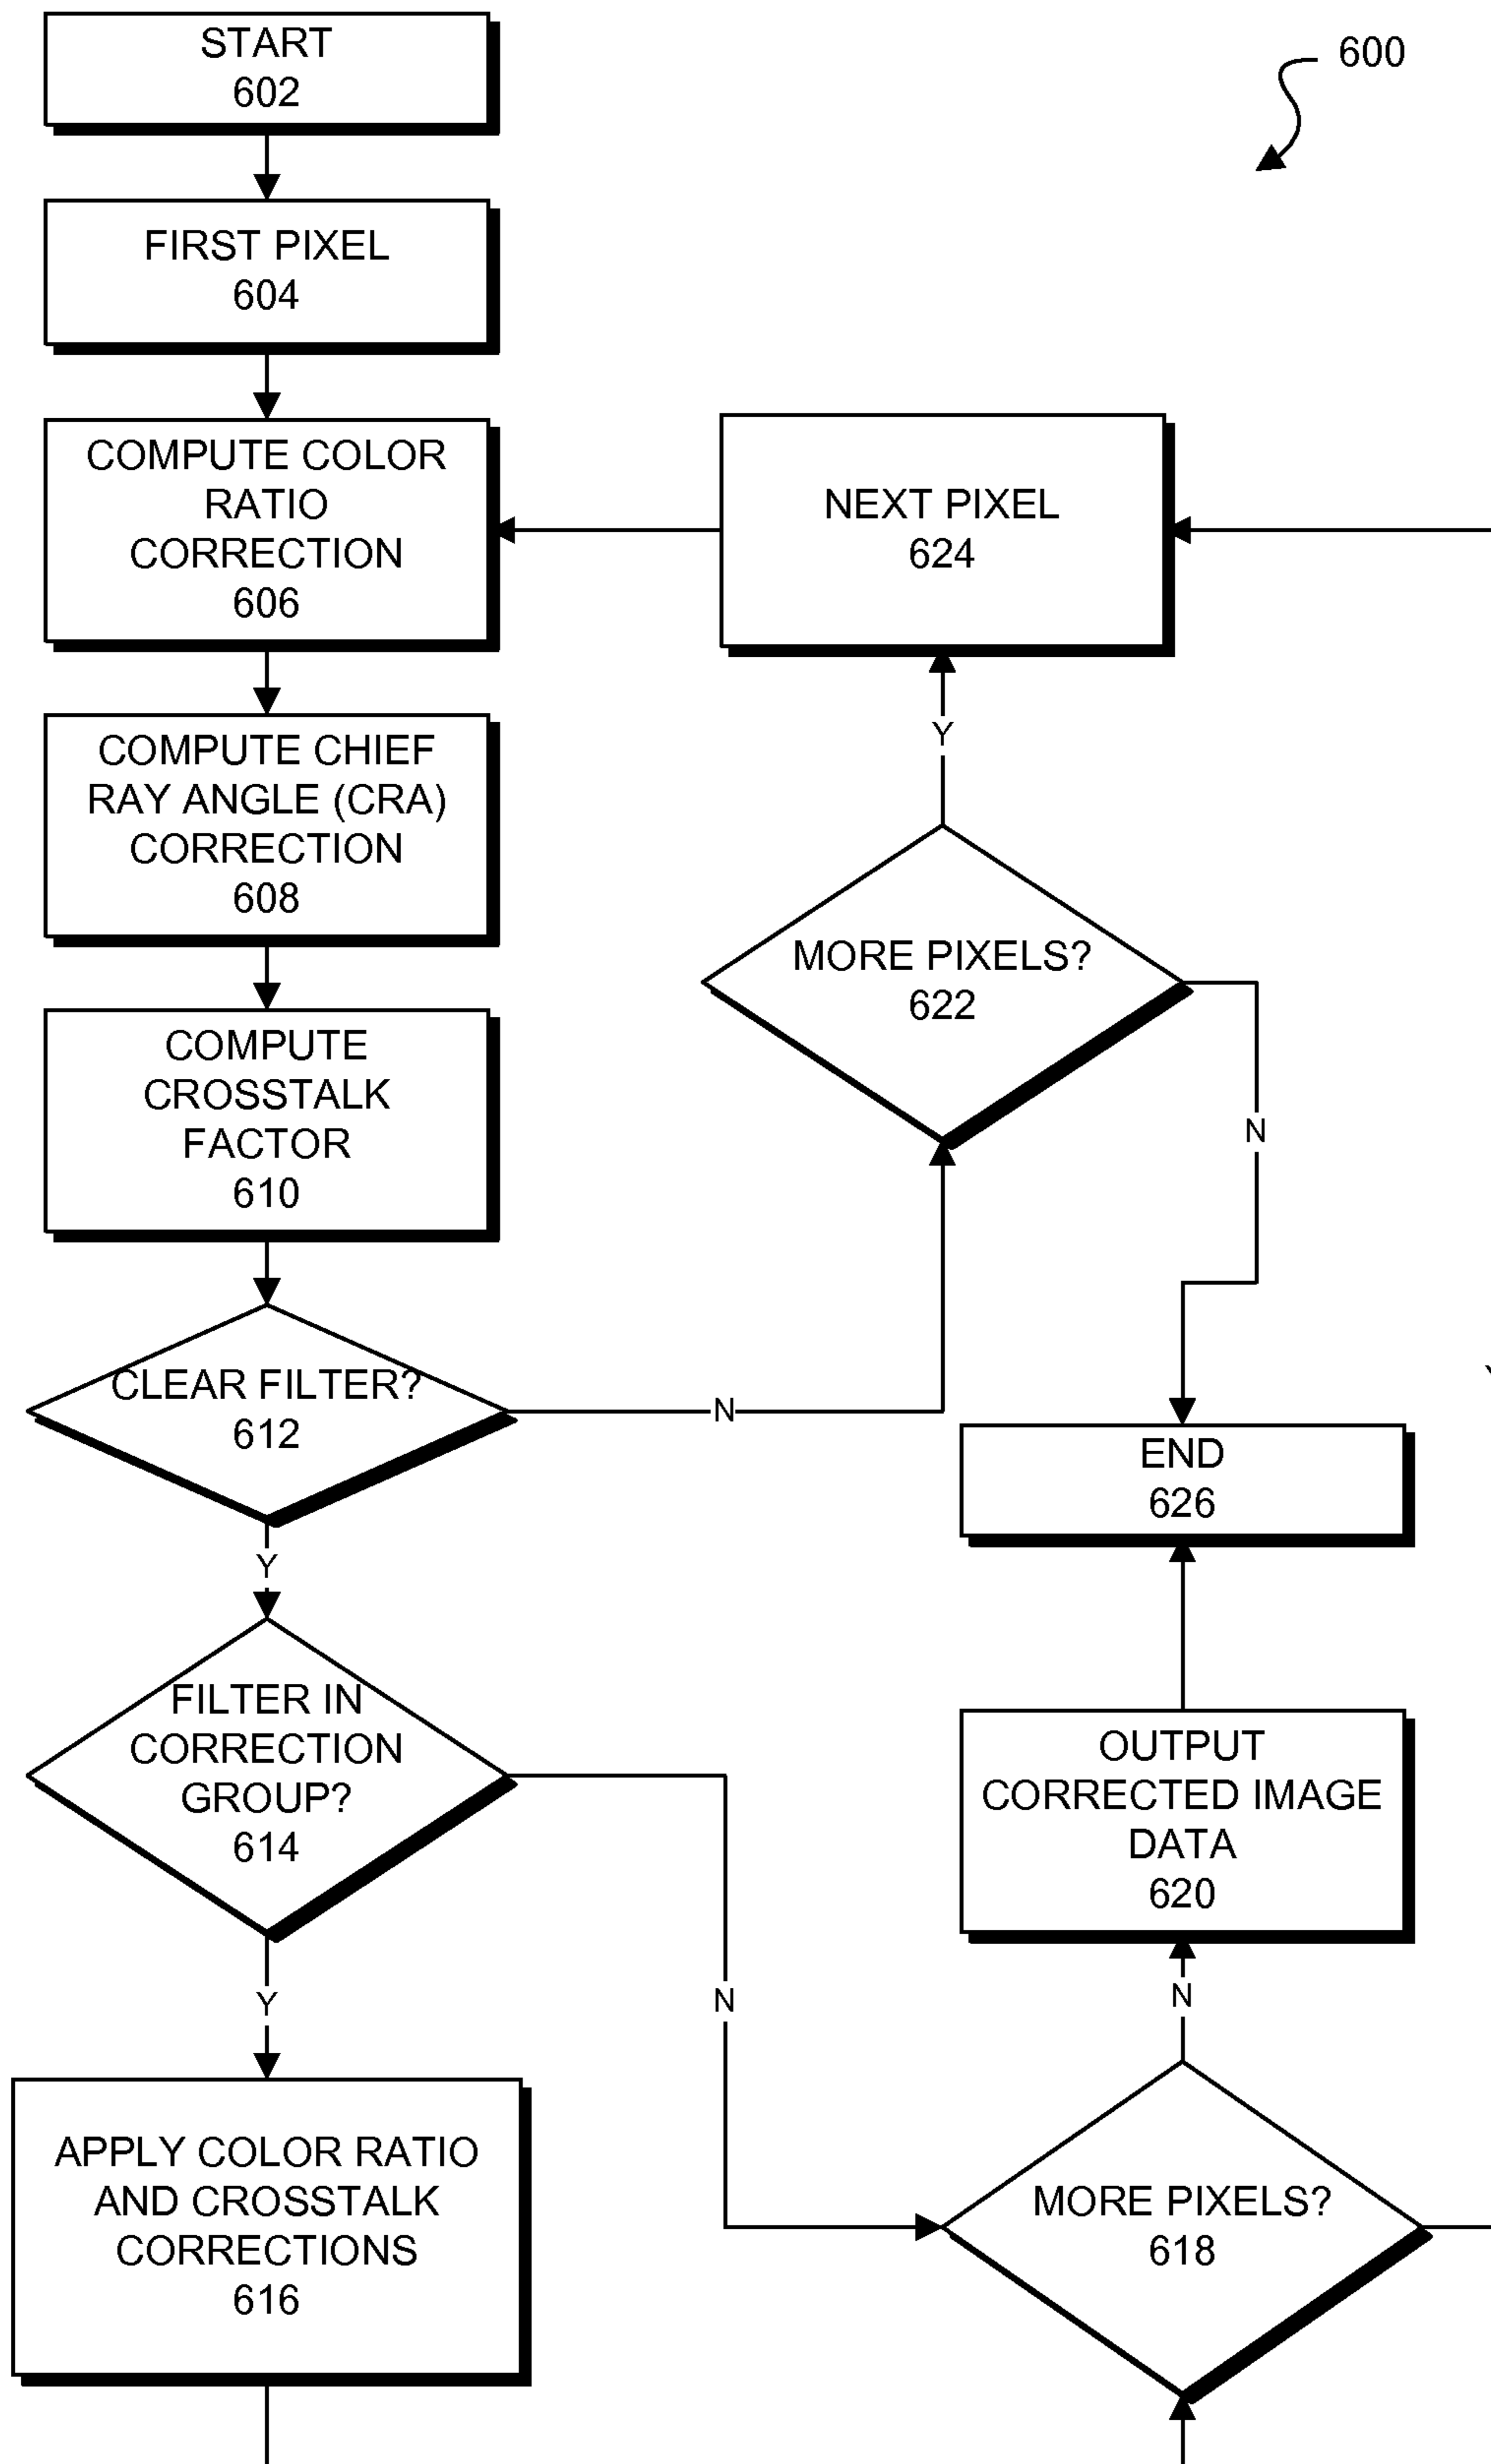 START
602
600
FIRST PIXEL
604
COMPUTE COLOR
RATIO
CORRECTION
606
NEXT PIXEL
624
COMPUTE CHIEF
RAY ANGLE (CRA)
CORRECTION
608
Y
MORE PIXELS?
622
N
COMPUTE
CROSSTALK
FACTOR
610
CLEAR FILTER?
612
N
Y
END
626
FILTER IN
CORRECTION
GROUP?
614
N
Y
OUTPUT
CORRECTED IMAGE
DATA
620
N
APPLY COLOR RATIO
AND CROSSTALK
CORRECTIONS
616
MORE PIXELS?
618